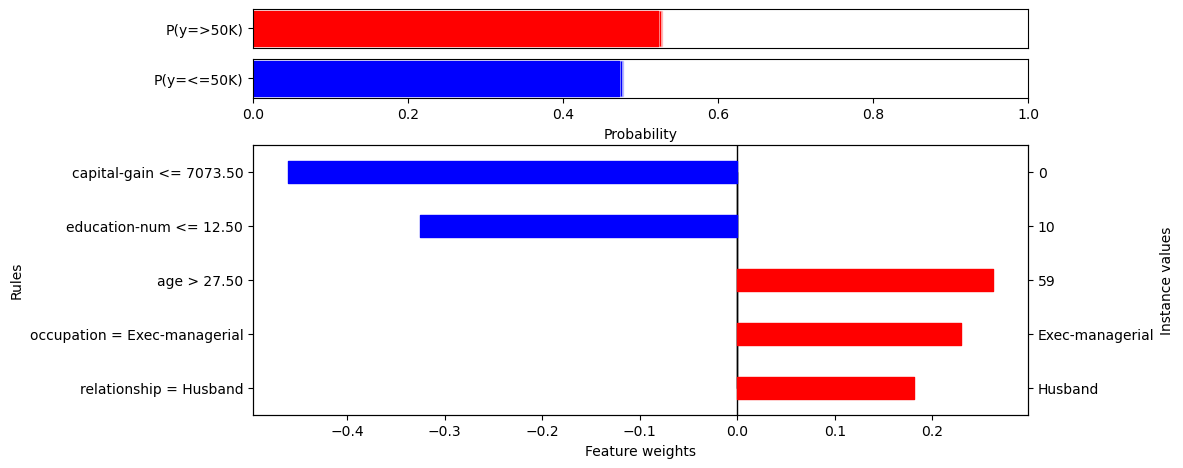 P(y=>50K)
P(y=<=50K)
0.0 0.2 0.4 0.6 0.8 1.0
Probability
Rules
capital-gain <= 7073.50 0
education-num <= 12.50 10
age > 27.50 59
occupation = Exec-managerial Exec-managerial
relationship = Husband Husband
Instance values
−0.4 −0.3 −0.2 −0.1 0.0 0.1 0.2
Feature weights